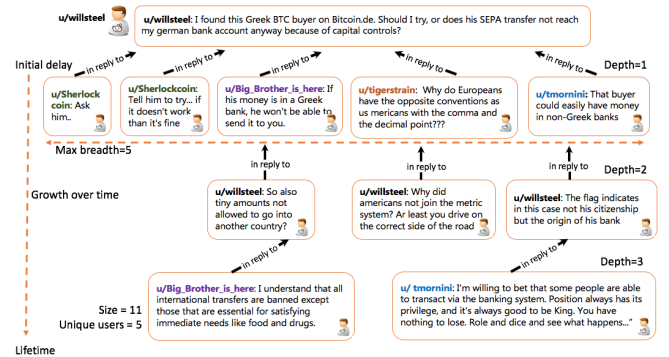 u/willsteel
u/willsteel: I found this Greek BTC buyer on Bitcoin.de. Should I try, or does his SEPA transfer not reach
my german bank account anyway because of capital controls?
Initial delay
in reply to
in reply to
in reply to
in reply to
in reply to
Depth=1
u/Sherlock
coin: Ask
him..
u/Sherlockcoin:
Tell him to try... if
it doesn't work
than it's fine
u/Big_Brother_is_here: If
his money is in a Greek
bank, he won't be able to
send it to you.
u/tigerstrain: Why do Europeans
have the opposite conventions as
us mericans with the comma and
the decimal point???
u/tmornini: That buyer
could easily have money
in non-Greek banks
Max breadth=5
in reply to
in reply to
in reply to
Depth=2
Growth over time
u/willsteel: So also
tiny amounts not
allowed to go into
another country?
u/willsteel: Why did
americans not join the metric
system? Ar least you drive on
the correct side of the road
u/willsteel: The flag indicates
in this case not his citizenship
but the origin of his bank
in reply to
in reply to
Depth=3
u/Big_Brother_is_here: I understand that all
international transfers are banned except
those that are essential for satisfying
immediate needs like food and drugs.
u/ tmornini: I'm willing to bet that some people are able
to transact via the banking system. Position always has its
privilege, and it's always good to be King. You have
nothing to lose. Role and dice and see what happens..."
Size = 11
Unique users = 5
Lifetime